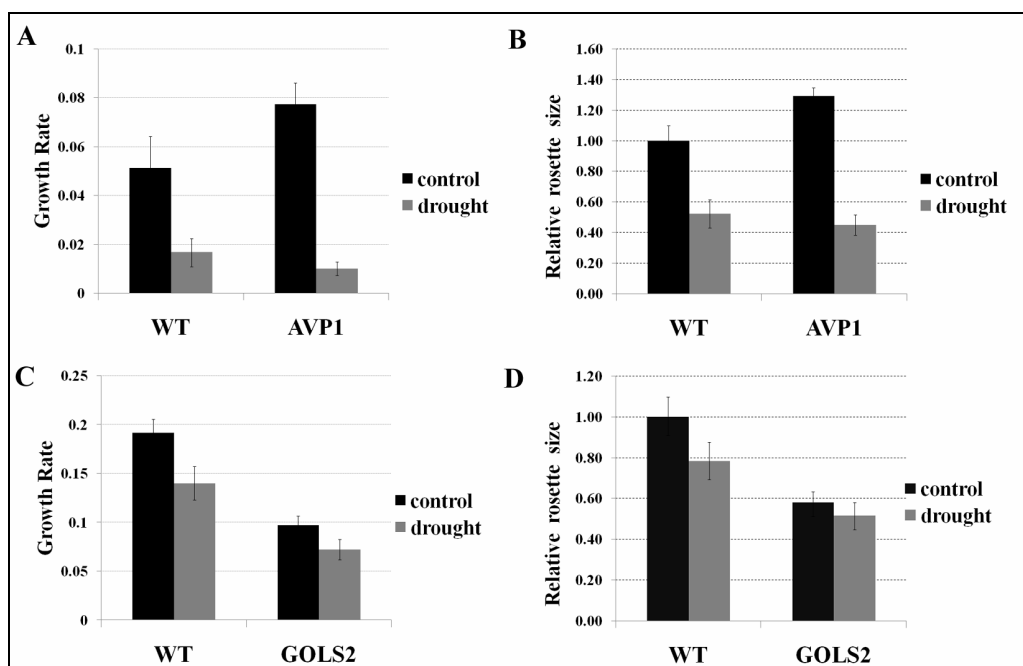 A
Growth Rate
0.1
0.08
0.06
0.04
0.02
0
WT
AVP1
control
drought
B
Relative rosette size
1.60
1.40
1.20
1.00
0.80
0.60
0.40
0.20
0.00
WT
AVP1
control
drought
C
Growth Rate
0.25
0.2
0.15
0.1
0.05
0
WT
GOLS2
control
drought
D
Relative rosette size
1.20
1.00
0.80
0.60
0.40
0.20
0.00
WT
GOLS2
control
drought